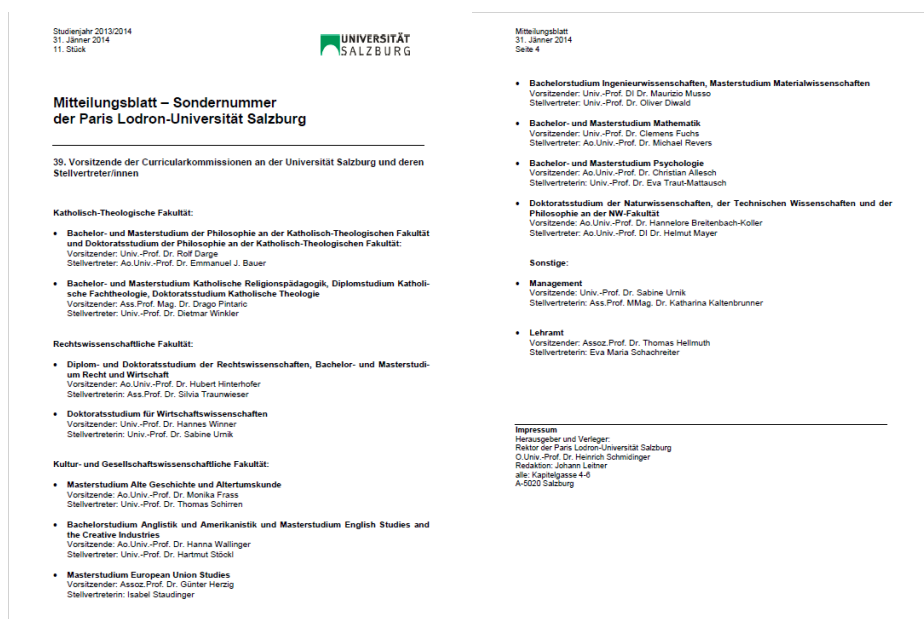 Studienjahr 2013/2014
31. Jänner 2014
11. Stück
UNIVERSITÄT
SALZBURG
Mitteilungsblatt – Sondernummer
der Paris Lodron-Universität Salzburg
39. Vorsitzende der Curricularkommissionen an der Universität Salzburg und deren
Stellvertreter/innen
Katholisch-Theologische Fakultät:
• Bachelor- und Masterstudium der Philosophie an der Katholisch-Theologischen Fakultät
und Doktoratsstudium der Philosophie an der Katholisch-Theologischen Fakultät:
Vorsitzender: Univ.-Prof. Dr. Rolf Darge
Stellvertreter: Ao.Univ.-Prof. Dr. Emmanuel J. Bauer
• Bachelor- und Masterstudium Katholische Religionspädagogik, Diplomstudium Katholi-
sche Fachtheologie, Doktoratsstudium Katholische Theologie
Vorsitzender: Ass.Prof. Mag. Dr. Drago Pintaric
Stellvertreter: Univ.-Prof. Dr. Dietmar Winkler
Rechtswissenschaftliche Fakultät:
• Diplom- und Doktoratsstudium der Rechtswissenschaften, Bachelor- und Masterstudi-
um Recht und Wirtschaft
Vorsitzender: Ao.Univ.-Prof. Dr. Hubert Hinterhofer
Stellvertreterin: Ass.Prof. Dr. Silvia Traunwieser
• Doktoratsstudium für Wirtschaftswissenschaften
Vorsitzender: Univ.-Prof. Dr. Hannes Winner
Stellvertreterin: Univ.-Prof. Dr. Sabine Urnik
Kultur- und Gesellschaftswissenschaftliche Fakultät:
• Masterstudium Alte Geschichte und Altertumskunde
Vorsitzende: Ao.Univ.-Prof. Dr. Monika Frass
Stellvertreter: Univ.-Prof. Dr. Thomas Schirren
• Bachelorstudium Anglistik und Amerikanistik und Masterstudium English Studies and
the Creative Industries
Vorsitzende: Ao.Univ.-Prof. Dr. Hanna Wallinger
Stellvertreter: Univ.-Prof. Dr. Hartmut Stöckl
• Masterstudium European Union Studies
Vorsitzender: Assoz.Prof. Dr. Günter Herzig
Stellvertreterin: Isabel Staudinger
Mitteilungsblatt
31. Jänner 2014
Seite 4
• Bachelorstudium Ingenieurwissenschaften, Masterstudium Materialwissenschaften
Vorsitzender: Univ.-Prof. DI Dr. Maurizio Musso
Stellvertreter: Univ.-Prof. Dr. Oliver Diwald
• Bachelor- und Masterstudium Mathematik
Vorsitzender: Univ.-Prof. Dr. Clemens Fuchs
Stellvertreter: Ao.Univ.-Prof. Dr. Michael Revers
• Bachelor- und Masterstudium Psychologie
Vorsitzender: Ao.Univ.-Prof. Dr. Christian Allesch
Stellvertreterin: Univ.-Prof. Dr. Eva Traut-Mattausch
• Doktoratsstudium der Naturwissenschaften, der Technischen Wissenschaften und der
Philosophie an der NW-Fakultät
Vorsitzende: Ao.Univ.-Prof. Dr. Hannelore Breitenbach-Koller
Stellvertreter: Ao.Univ.-Prof. DI Dr. Helmut Mayer
Sonstige:
• Management
Vorsitzende: Univ.-Prof. Dr. Sabine Urnik
Stellvertreterin: Ass.Prof. MMag. Dr. Katharina Kaltenbrunner
• Lehramt
Vorsitzender: Assoz.Prof. Dr. Thomas Hellmuth
Stellvertreterin: Eva Maria Schachreiter
Impressum
Herausgeber und Verleger:
Rektor der Paris Lodron-Universität Salzburg
O.Univ.-Prof. Dr. Heinrich Schmidinger
Redaktion: Johann Leitner
alle: Kapitelgasse 4-6
A-5020 Salzburg